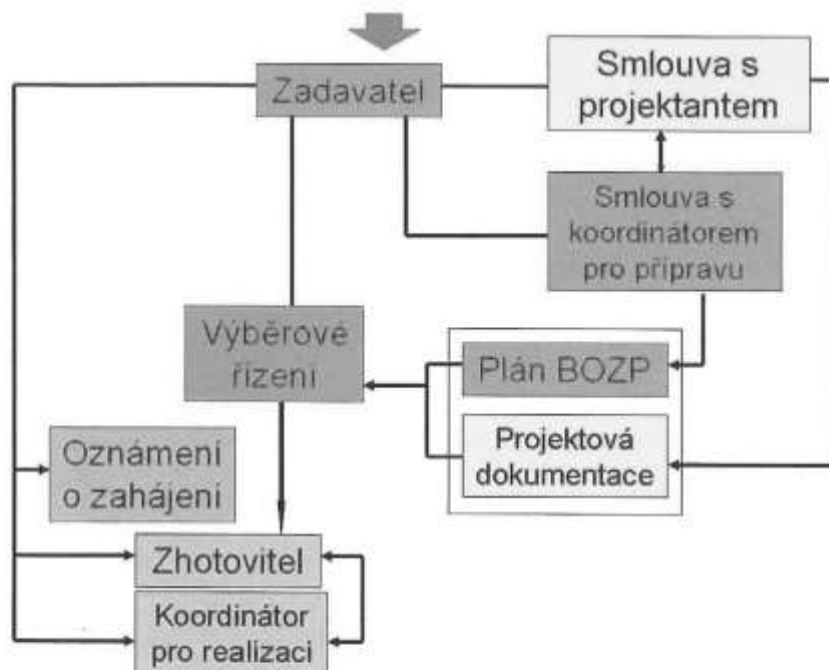 Zadavatel
Smlouva s
projektantem
Smlouva s
koordinátorem
pro přípravu
Výběrové
řízení
Plán BOZP
Projektová
dokumentace
Oznámení
o zahájení
Zhotovitel
Koordinátor
pro realizaci